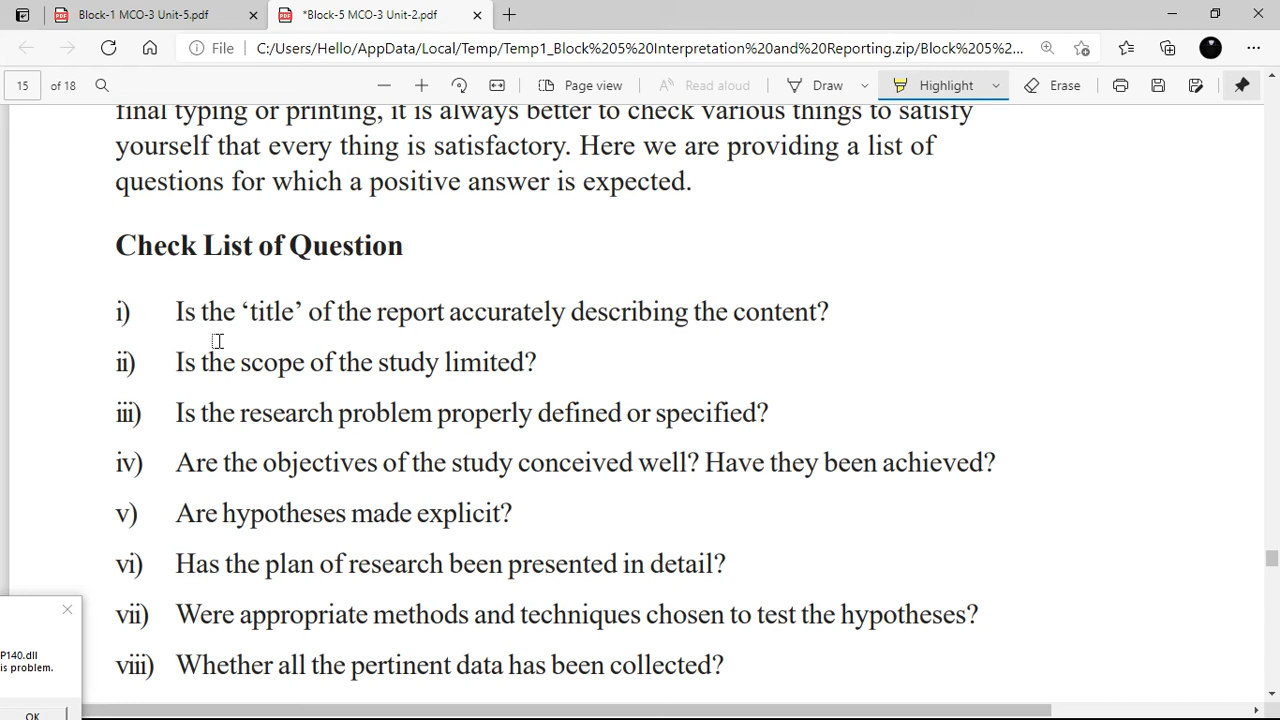 Block-1 MCO-3 Unit-5.pdf
*Block-5 MCO-3 Unit-2.pdf
File
C:/Users/Hello/AppData/Local/Temp/Temp1_Block%205%20Interpretation%20and%20Reporting.zip/Block%205%2...
15 of 18
Page view
Read aloud
Draw
Highlight
Erase
final typing or printing, it is always better to check various things to satisfy
yourself that every thing is satisfactory. Here we are providing a list of
questions for which a positive answer is expected.
Check List of Question
i) Is the ‘title’ of the report accurately describing the content?
ii) Is the scope of the study limited?
iii) Is the research problem properly defined or specified?
iv) Are the objectives of the study conceived well? Have they been achieved?
v) Are hypotheses made explicit?
vi) Has the plan of research been presented in detail?
vii) Were appropriate methods and techniques chosen to test the hypotheses?
viii) Whether all the pertinent data has been collected?
P140.dll
is problem.
OK